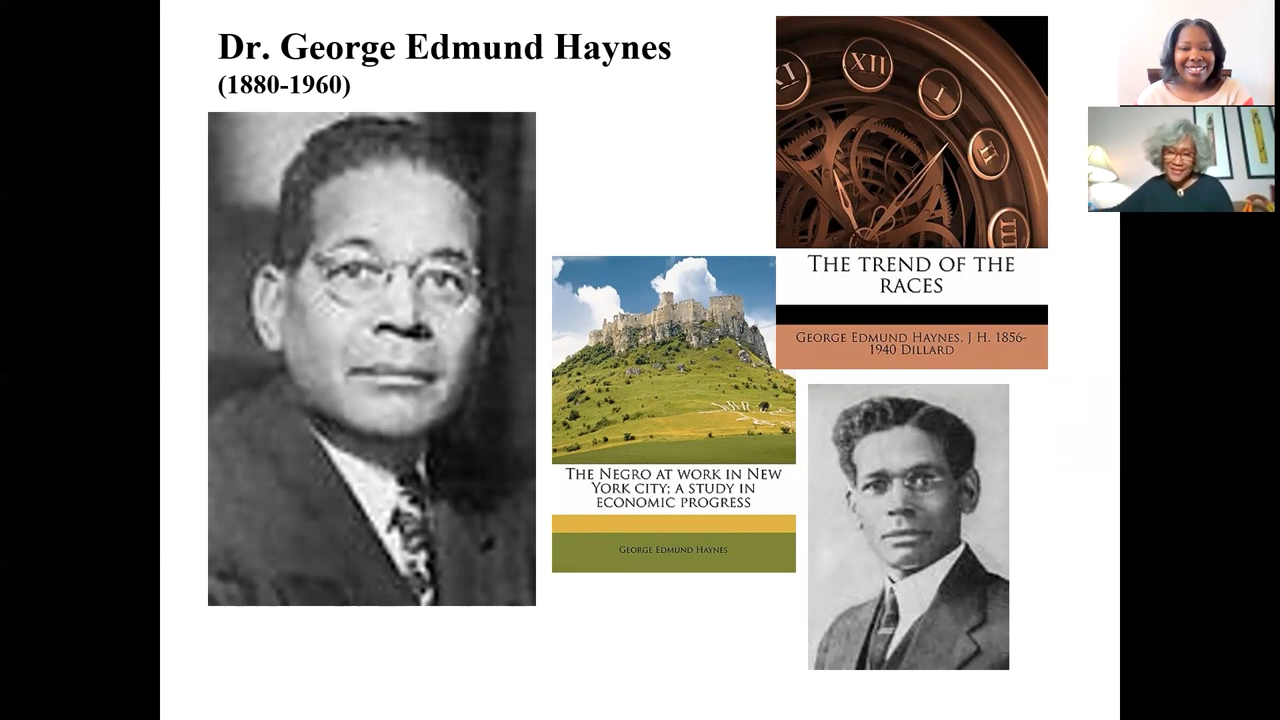 Dr. George Edmund Haynes
(1880-1960)
XI
XII
I
II
III
THE TREND OF THE
RACES
GEORGE EDMUND HAYNES, J H. 1856-
1940 DILLARD
THE NEGRO AT WORK IN NEW
YORK CITY; A STUDY IN
ECONOMIC PROGRESS
GEORGE EDMUND HAYNES